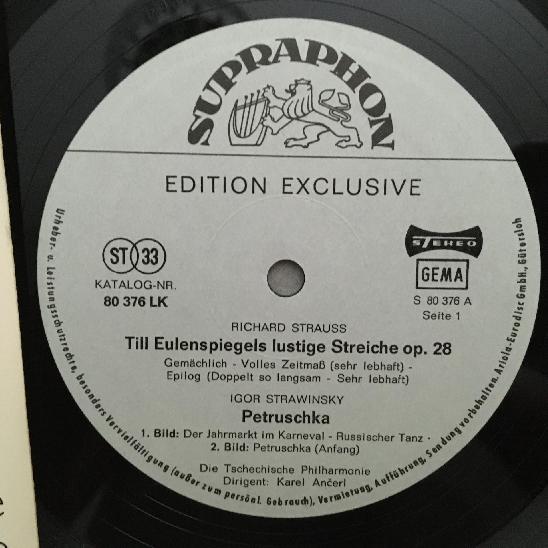 SUPRAPHON
EDITION EXCLUSIVE
ST 33
KATALOG-NR.
80 376 LK
STEREO
GEMA
S 80 376 A
Seite 1
RICHARD STRAUSS
Till Eulenspiegels lustige Streiche op. 28
Gemächlich - Volles Zeitmaß (sehr lebhaft) -
Epilog (Doppelt so langsam - Sehr lebhaft)
IGOR STRAWINSKY
Petruschka
1. Bild: Der Jahrmarkt im Karneval - Russischer Tanz ·
2. Bild: Petruschka (Anfang)
Die Tschechische Philharmonie
Dirigent: Karel Ančerl
Urheber- u. Leistungsschutzrechte, besonders Vervielfältigung (außer zum persönl. Gebrauch), Vermietung, Aufführung, Sendung vorbehalten. Ariola-Eurodisc GmbH., Gütersloh